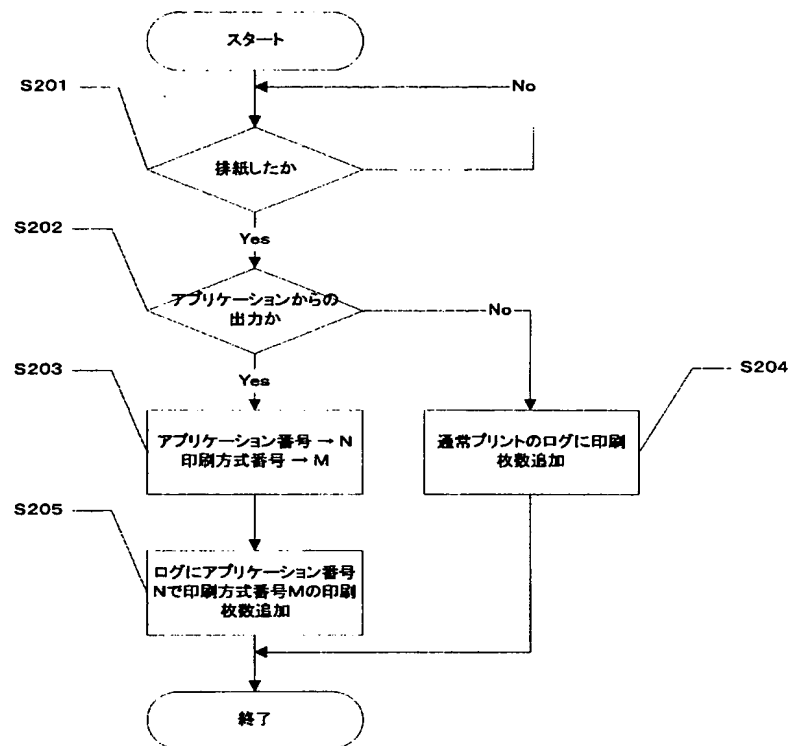 スタート
S201
No
排紙したか
S202
Yes
アプリケーションからの
出力か
No
S203
Yes
S204
アプリケーション番号 → N
印刷方式番号 → M
通常プリントのログに印刷
枚数追加
S205
ログにアプリケーション番号
Nで印刷方式番号Mの印刷
枚数追加
終了